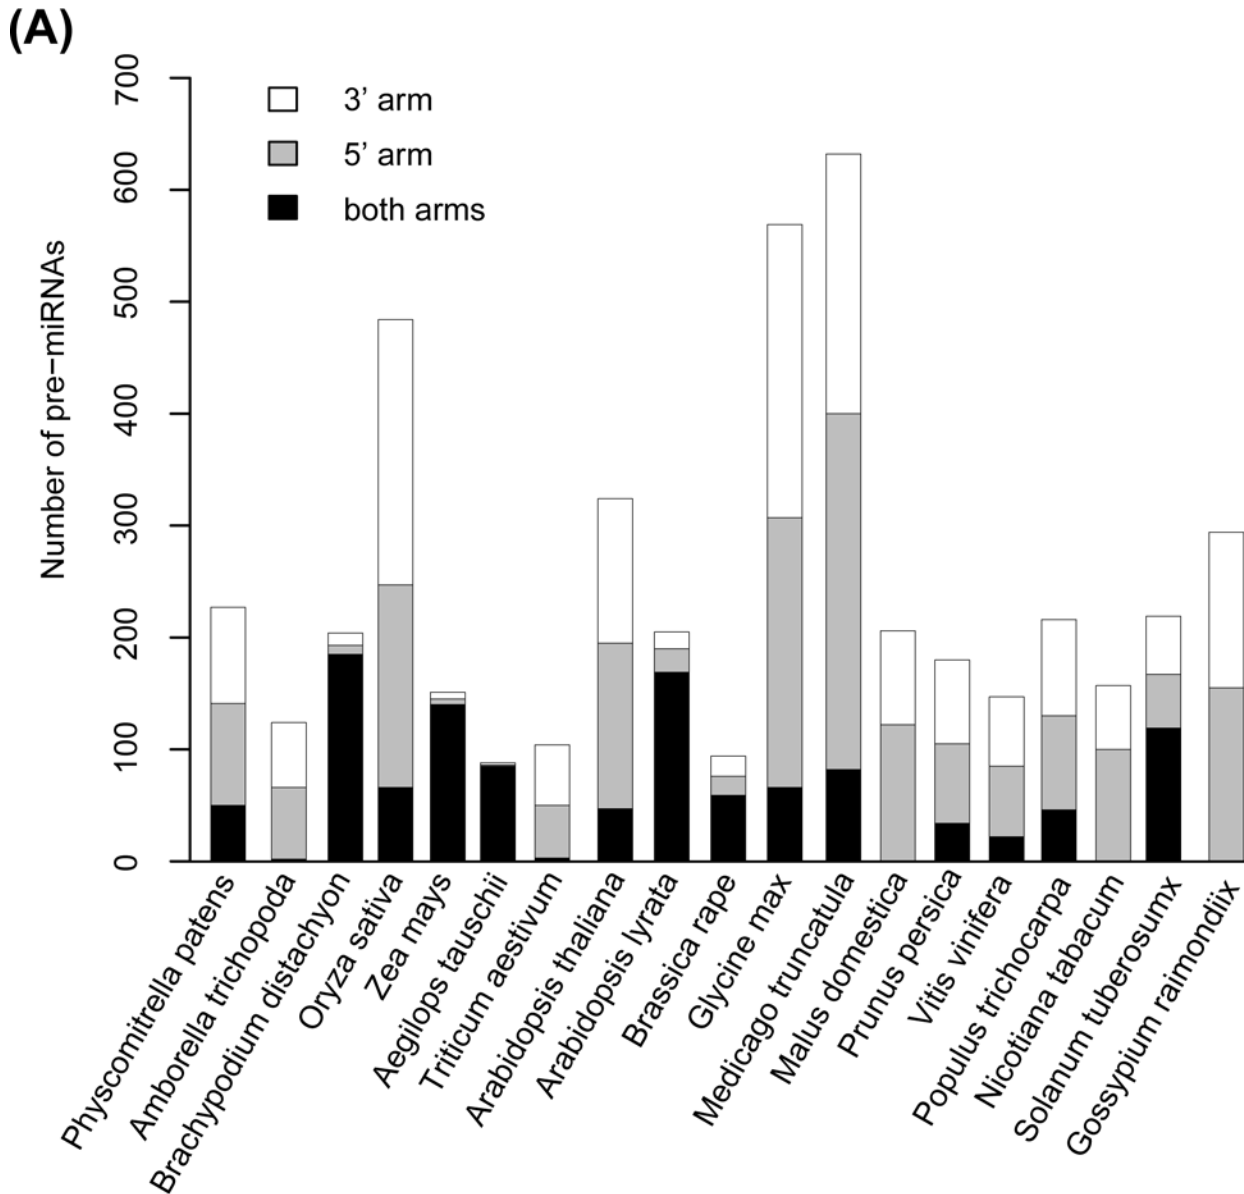 (A)
3’ arm
5’ arm
both arms
Number of pre−miRNAs
700
600
500
400
300
200
100
0
Physcomitrella patens
Amborella trichopoda
Brachypodium distachyon
Oryza sativa
Zea mays
Aegilops tauschii
Triticum aestivum
Arabidopsis thaliana
Arabidopsis lyrata
Brassica rape
Glycine max
Medicago truncatula
Malus domestica
Prunus persica
Vitis vinifera
Populus trichocarpa
Nicotiana tabacum
Solanum tuberosumx
Gossypium raimondiix